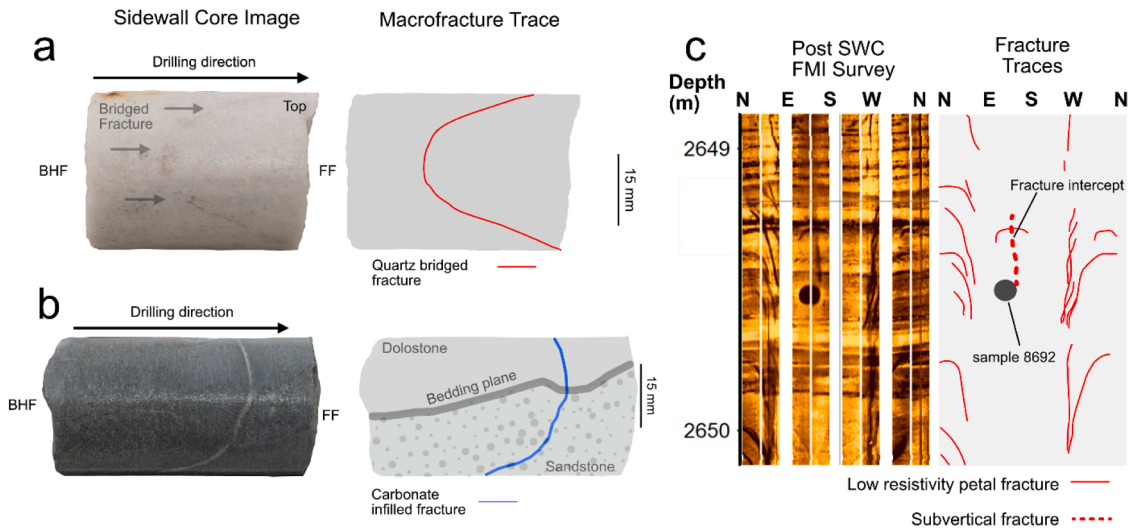 Sidewall Core Image
Macrofracture Trace
a
Drilling direction
Bridged
Fracture
Top
BHF
FF
15 mm
Quartz bridged
fracture
b
Drilling direction
BHF
FF
Dolostone
Bedding plane
Sandstone
15 mm
Carbonate
infilled fracture
c
Post SWC
FMI Survey
Fracture
Traces
Depth
(m)
N E S W N N E S W N
2649
Fracture intercept
sample 8692
2650
Low resistivity petal fracture
Subvertical fracture